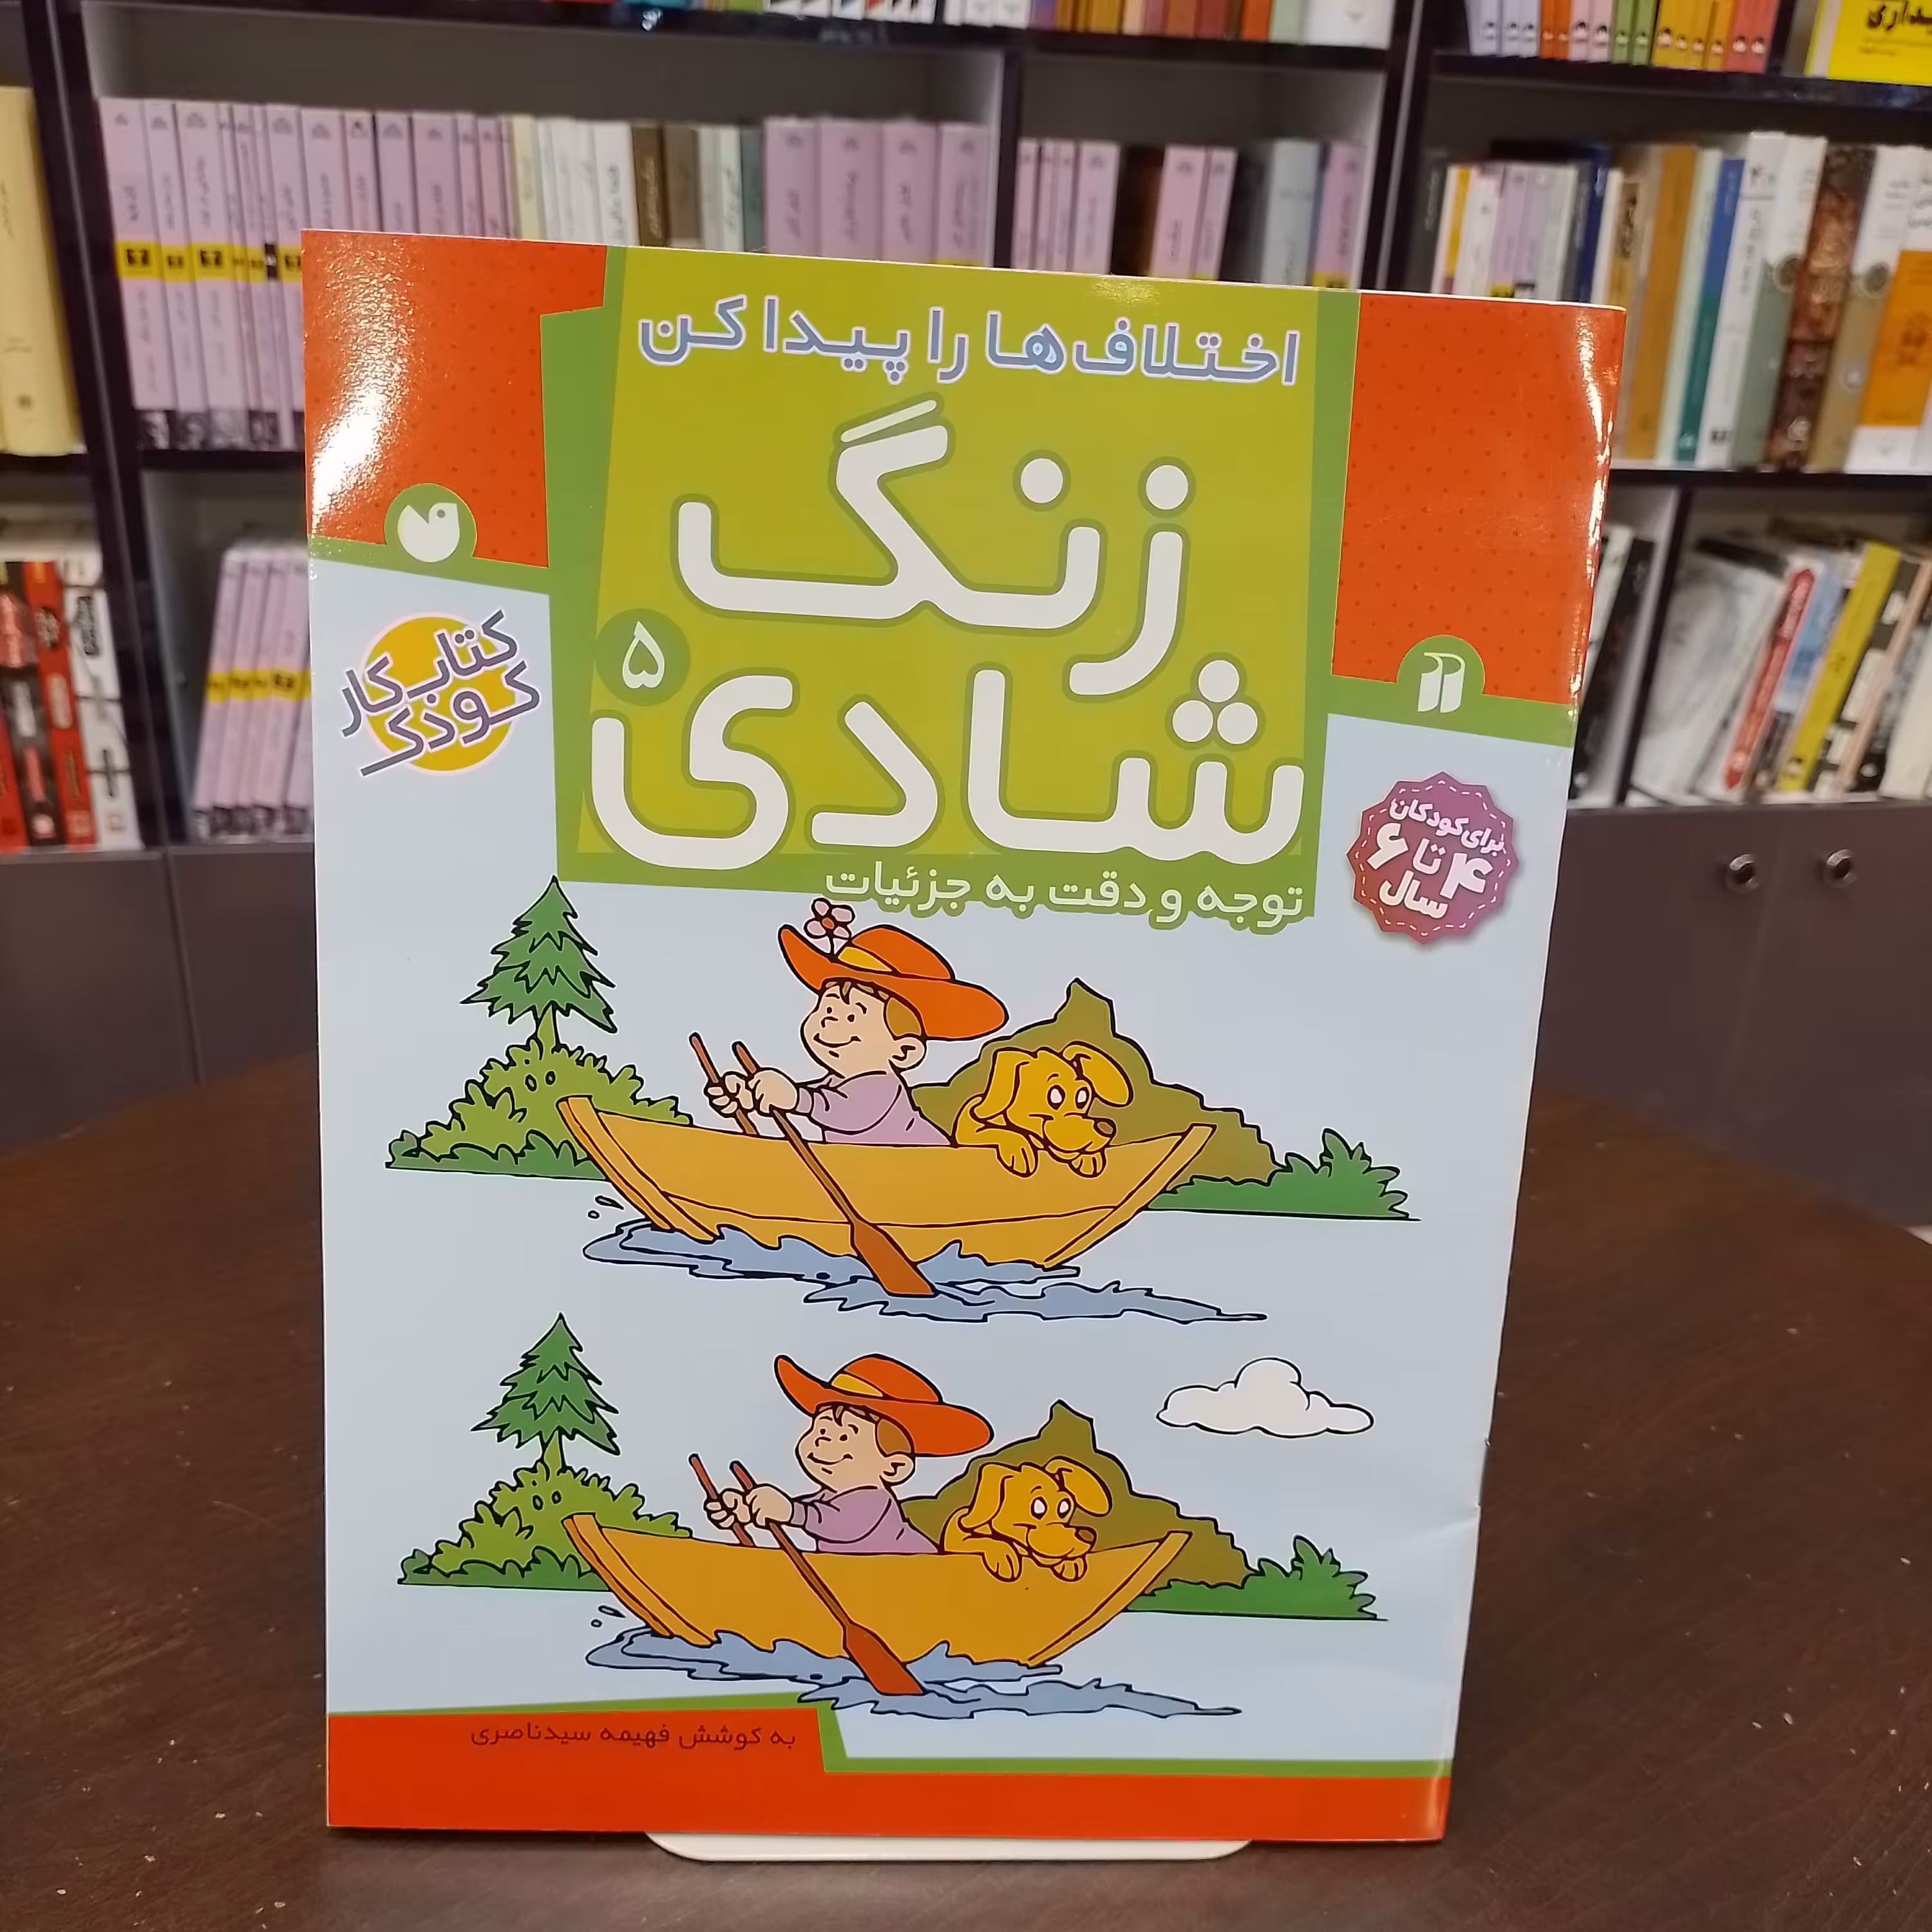 اختلاف‌ها را پیدا کن
زنگ
شادی
۵
توجه و دقت به جزئیات
کتاب کار
کودک
برای کودکان
۴ تا ۶
سال
به کوشش فهیمه سیدناصری